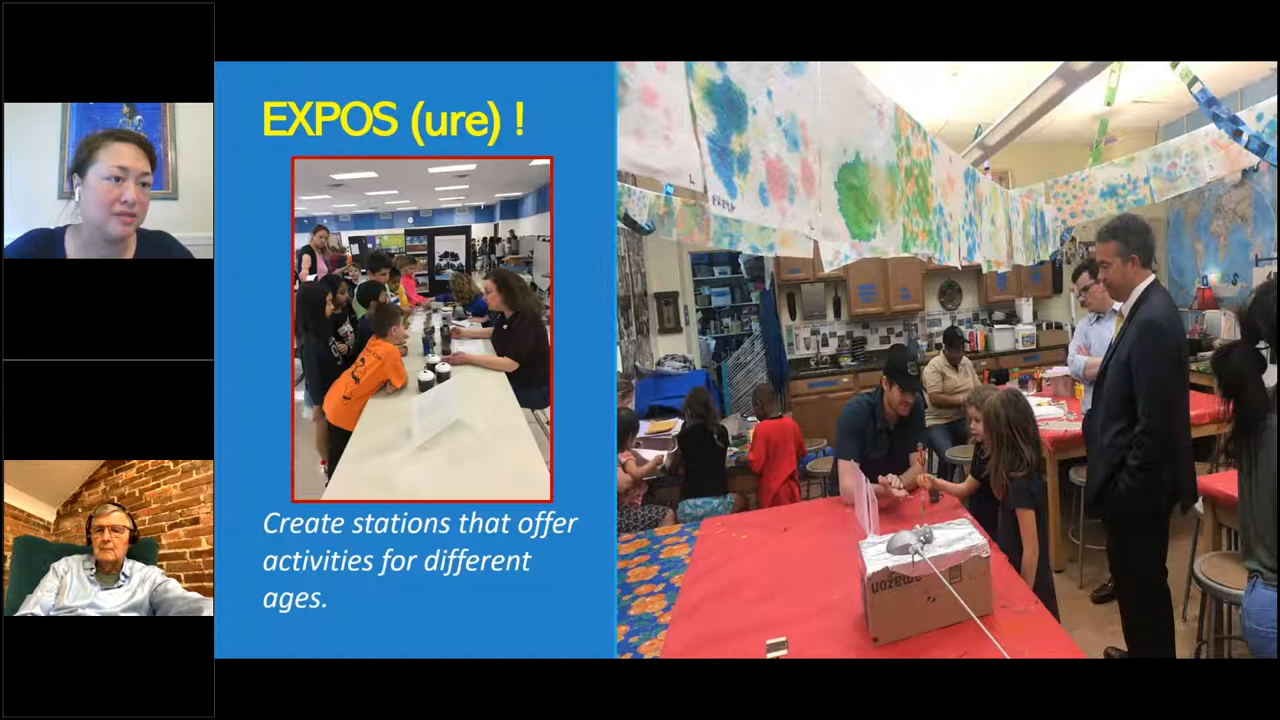 EXPOS (ure) !
Create stations that offer
activities for different
ages.
amazon